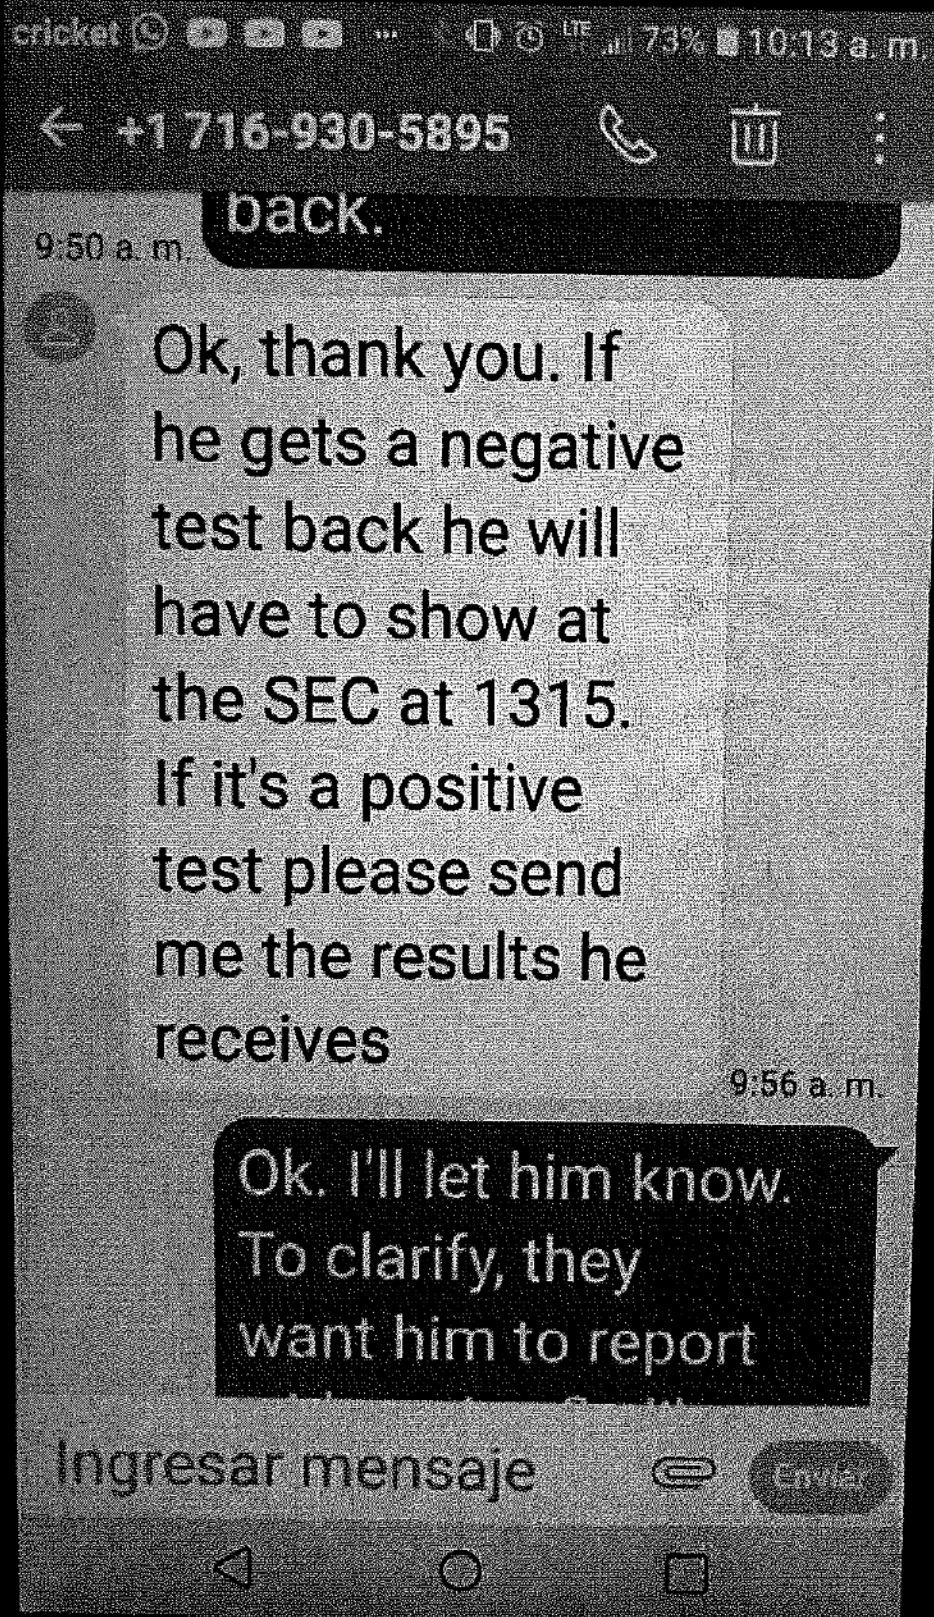 cricket LTE 73% 10:13 a. m.
+1 716-930-5895
back.
9:50 a. m.
Ok, thank you. If
he gets a negative
test back he will
have to show at
the SEC at 1315.
If it's a positive
test please send
me the results he
receives
9:56 a. m.
Ok. I'll let him know.
To clarify, they
want him to report
Ingresar mensaje
Enviar